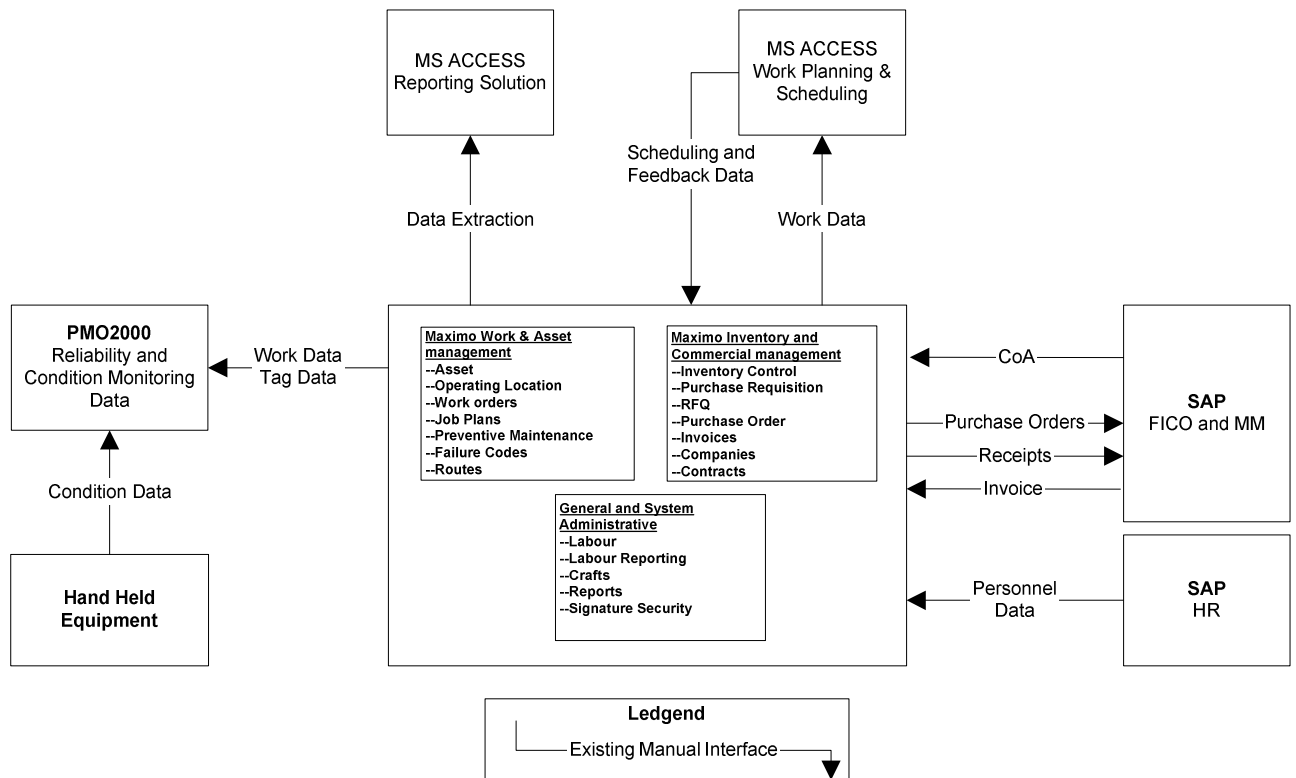 MS ACCESS
Reporting Solution
MS ACCESS
Work Planning &
Scheduling
Scheduling and
Feedback Data
Data Extraction
Work Data
PMO2000
Reliability and
Condition Monitoring
Data
Work Data
Tag Data
Condition Data
Hand Held
Equipment
Maximo Work & Asset
management
--Asset
--Operating Location
--Work orders
--Job Plans
--Preventive Maintenance
--Failure Codes
--Routes
Maximo Inventory and
Commercial management
--Inventory Control
--Purchase Requisition
--RFQ
--Purchase Order
--Invoices
--Companies
--Contracts
General and System
Administrative
--Labour
--Labour Reporting
--Crafts
--Reports
--Signature Security
CoA
Purchase Orders
Receipts
Invoice
SAP
FICO and MM
Personnel
Data
SAP
HR
Ledgend
Existing Manual Interface